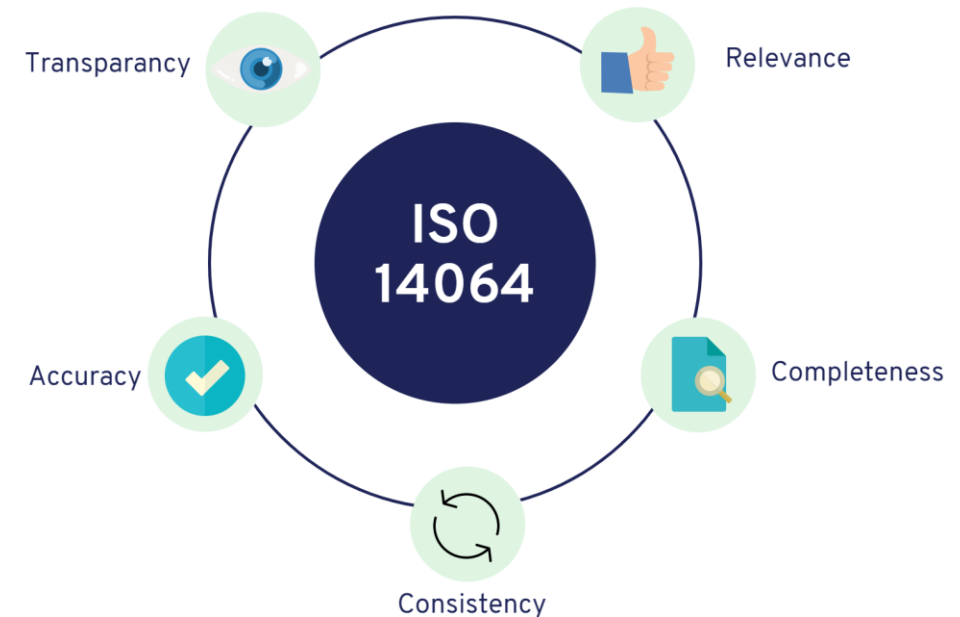 Transparancy
Relevance
ISO
14064
Accuracy
Completeness
Consistency